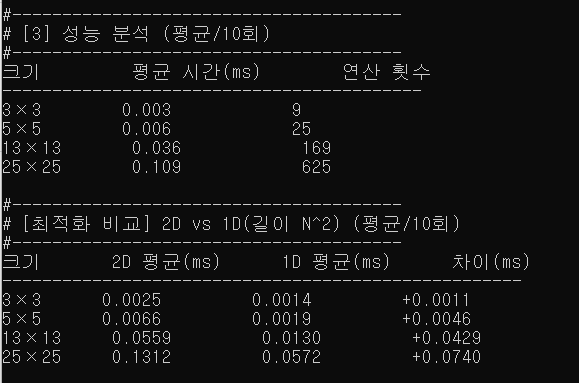 #---------------------------------------
# [3] 성능 분석 (평균/10회)
#---------------------------------------
크기         평균 시간(ms)        연산 횟수
------------------------------------------
3×3        0.003               9
5×5        0.006               25
13×13       0.036               169
25×25       0.109               625

#---------------------------------------
# [최적화 비교] 2D vs 1D(길이 N^2) (평균/10회)
#---------------------------------------
크기       2D 평균(ms)      1D 평균(ms)      차이(ms)
----------------------------------------------------
3×3      0.0025         0.0014         +0.0011
5×5      0.0066         0.0019         +0.0046
13×13     0.0559         0.0130         +0.0429
25×25     0.1312         0.0572         +0.0740